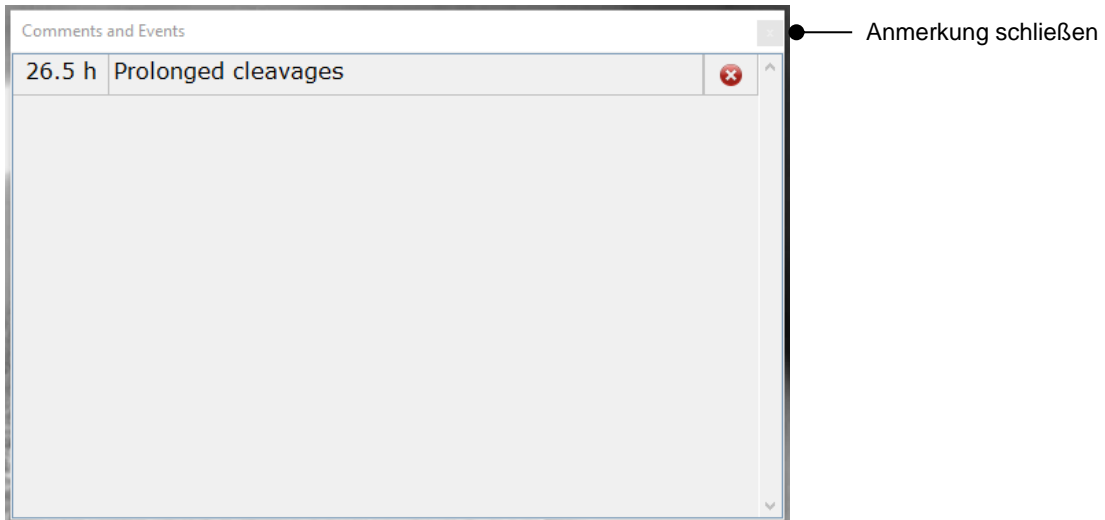 Comments and Events
Anmerkung schließen
26.5 h Prolonged cleavages